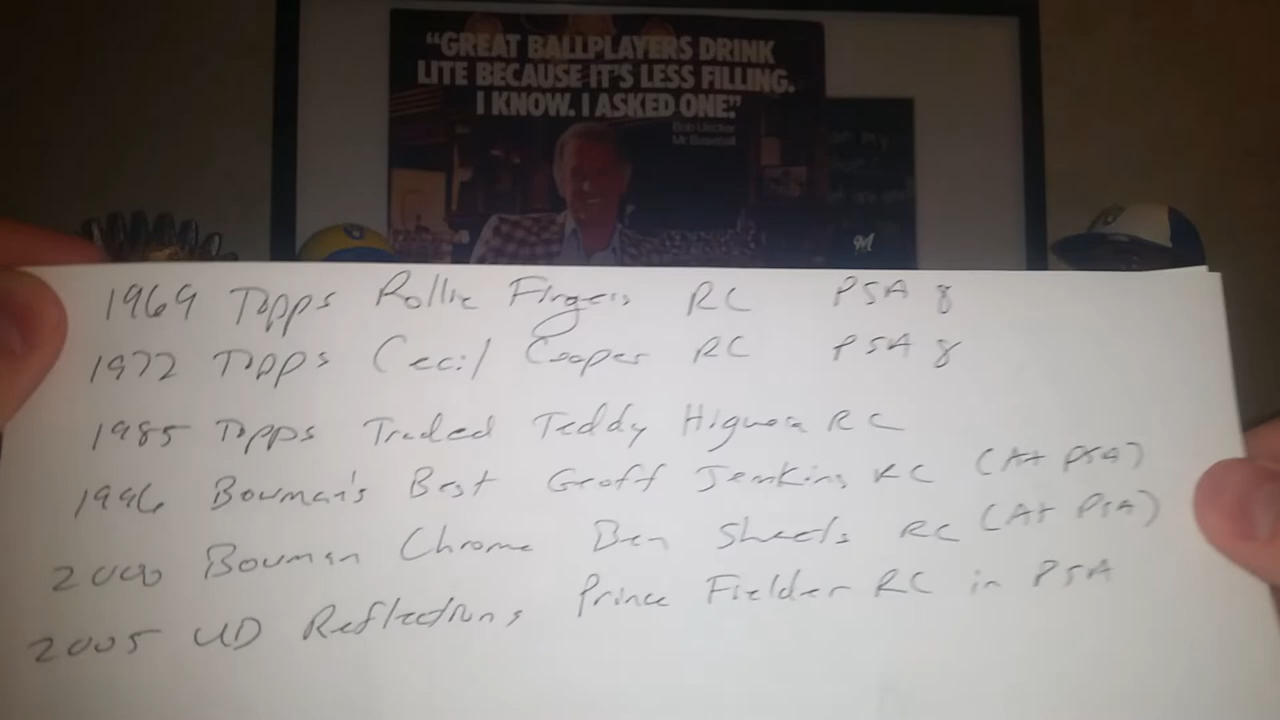 “GREAT BALLPLAYERS DRINK
LITE BECAUSE IT'S LESS FILLING.
I KNOW. I ASKED ONE.”
Bob Uecker
Mr. Baseball
M
1969 Topps Rollie Fingers RC PSA 8
1972 Topps Cecil Cooper RC PSA 8
1985 Topps Traded Teddy Higuera RC
1996 Bowman's Best Geoff Jenkins RC (At PSA)
2000 Bowman Chrome Ben Sheets RC (At PSA)
2005 UD Reflections Prince Fielder RC in PSA